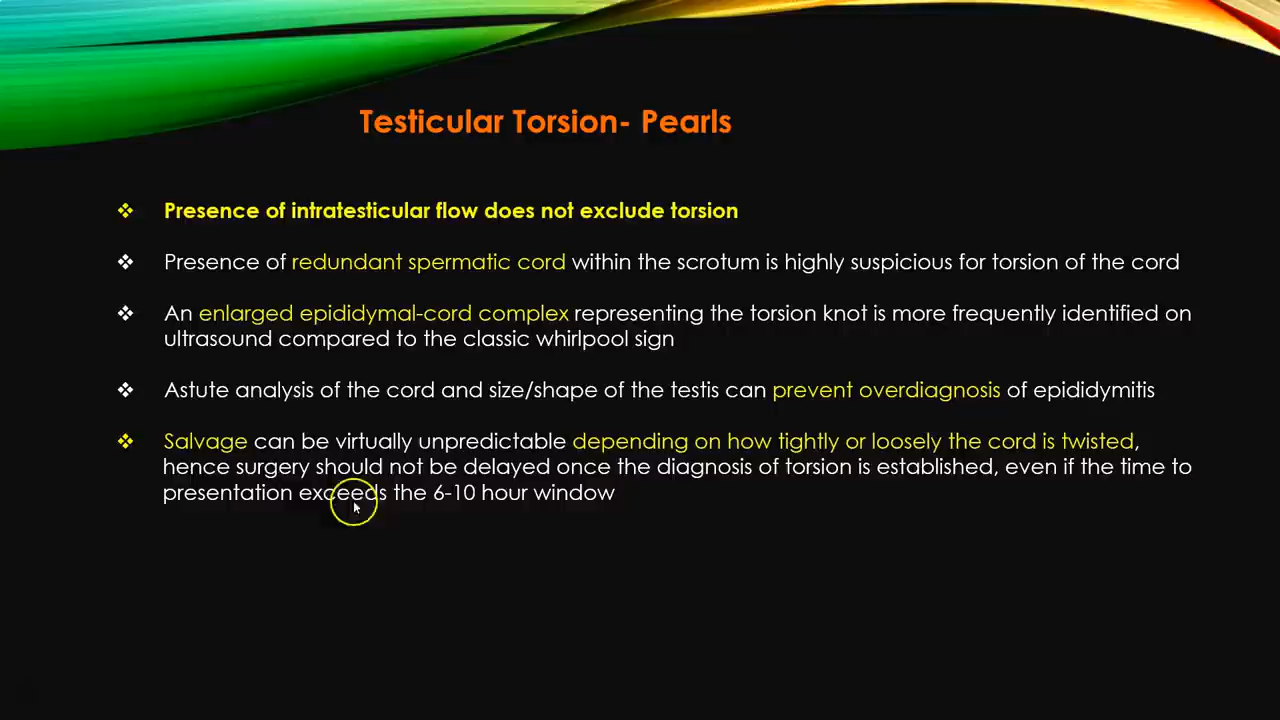 Testicular Torsion- Pearls
Presence of intratesticular flow does not exclude torsion
Presence of redundant spermatic cord within the scrotum is highly suspicious for torsion of the cord
An enlarged epididymal-cord complex representing the torsion knot is more frequently identified on
ultrasound compared to the classic whirlpool sign
Astute analysis of the cord and size/shape of the testis can prevent overdiagnosis of epididymitis
Salvage can be virtually unpredictable depending on how tightly or loosely the cord is twisted,
hence surgery should not be delayed once the diagnosis of torsion is established, even if the time to
presentation exceeds the 6-10 hour window